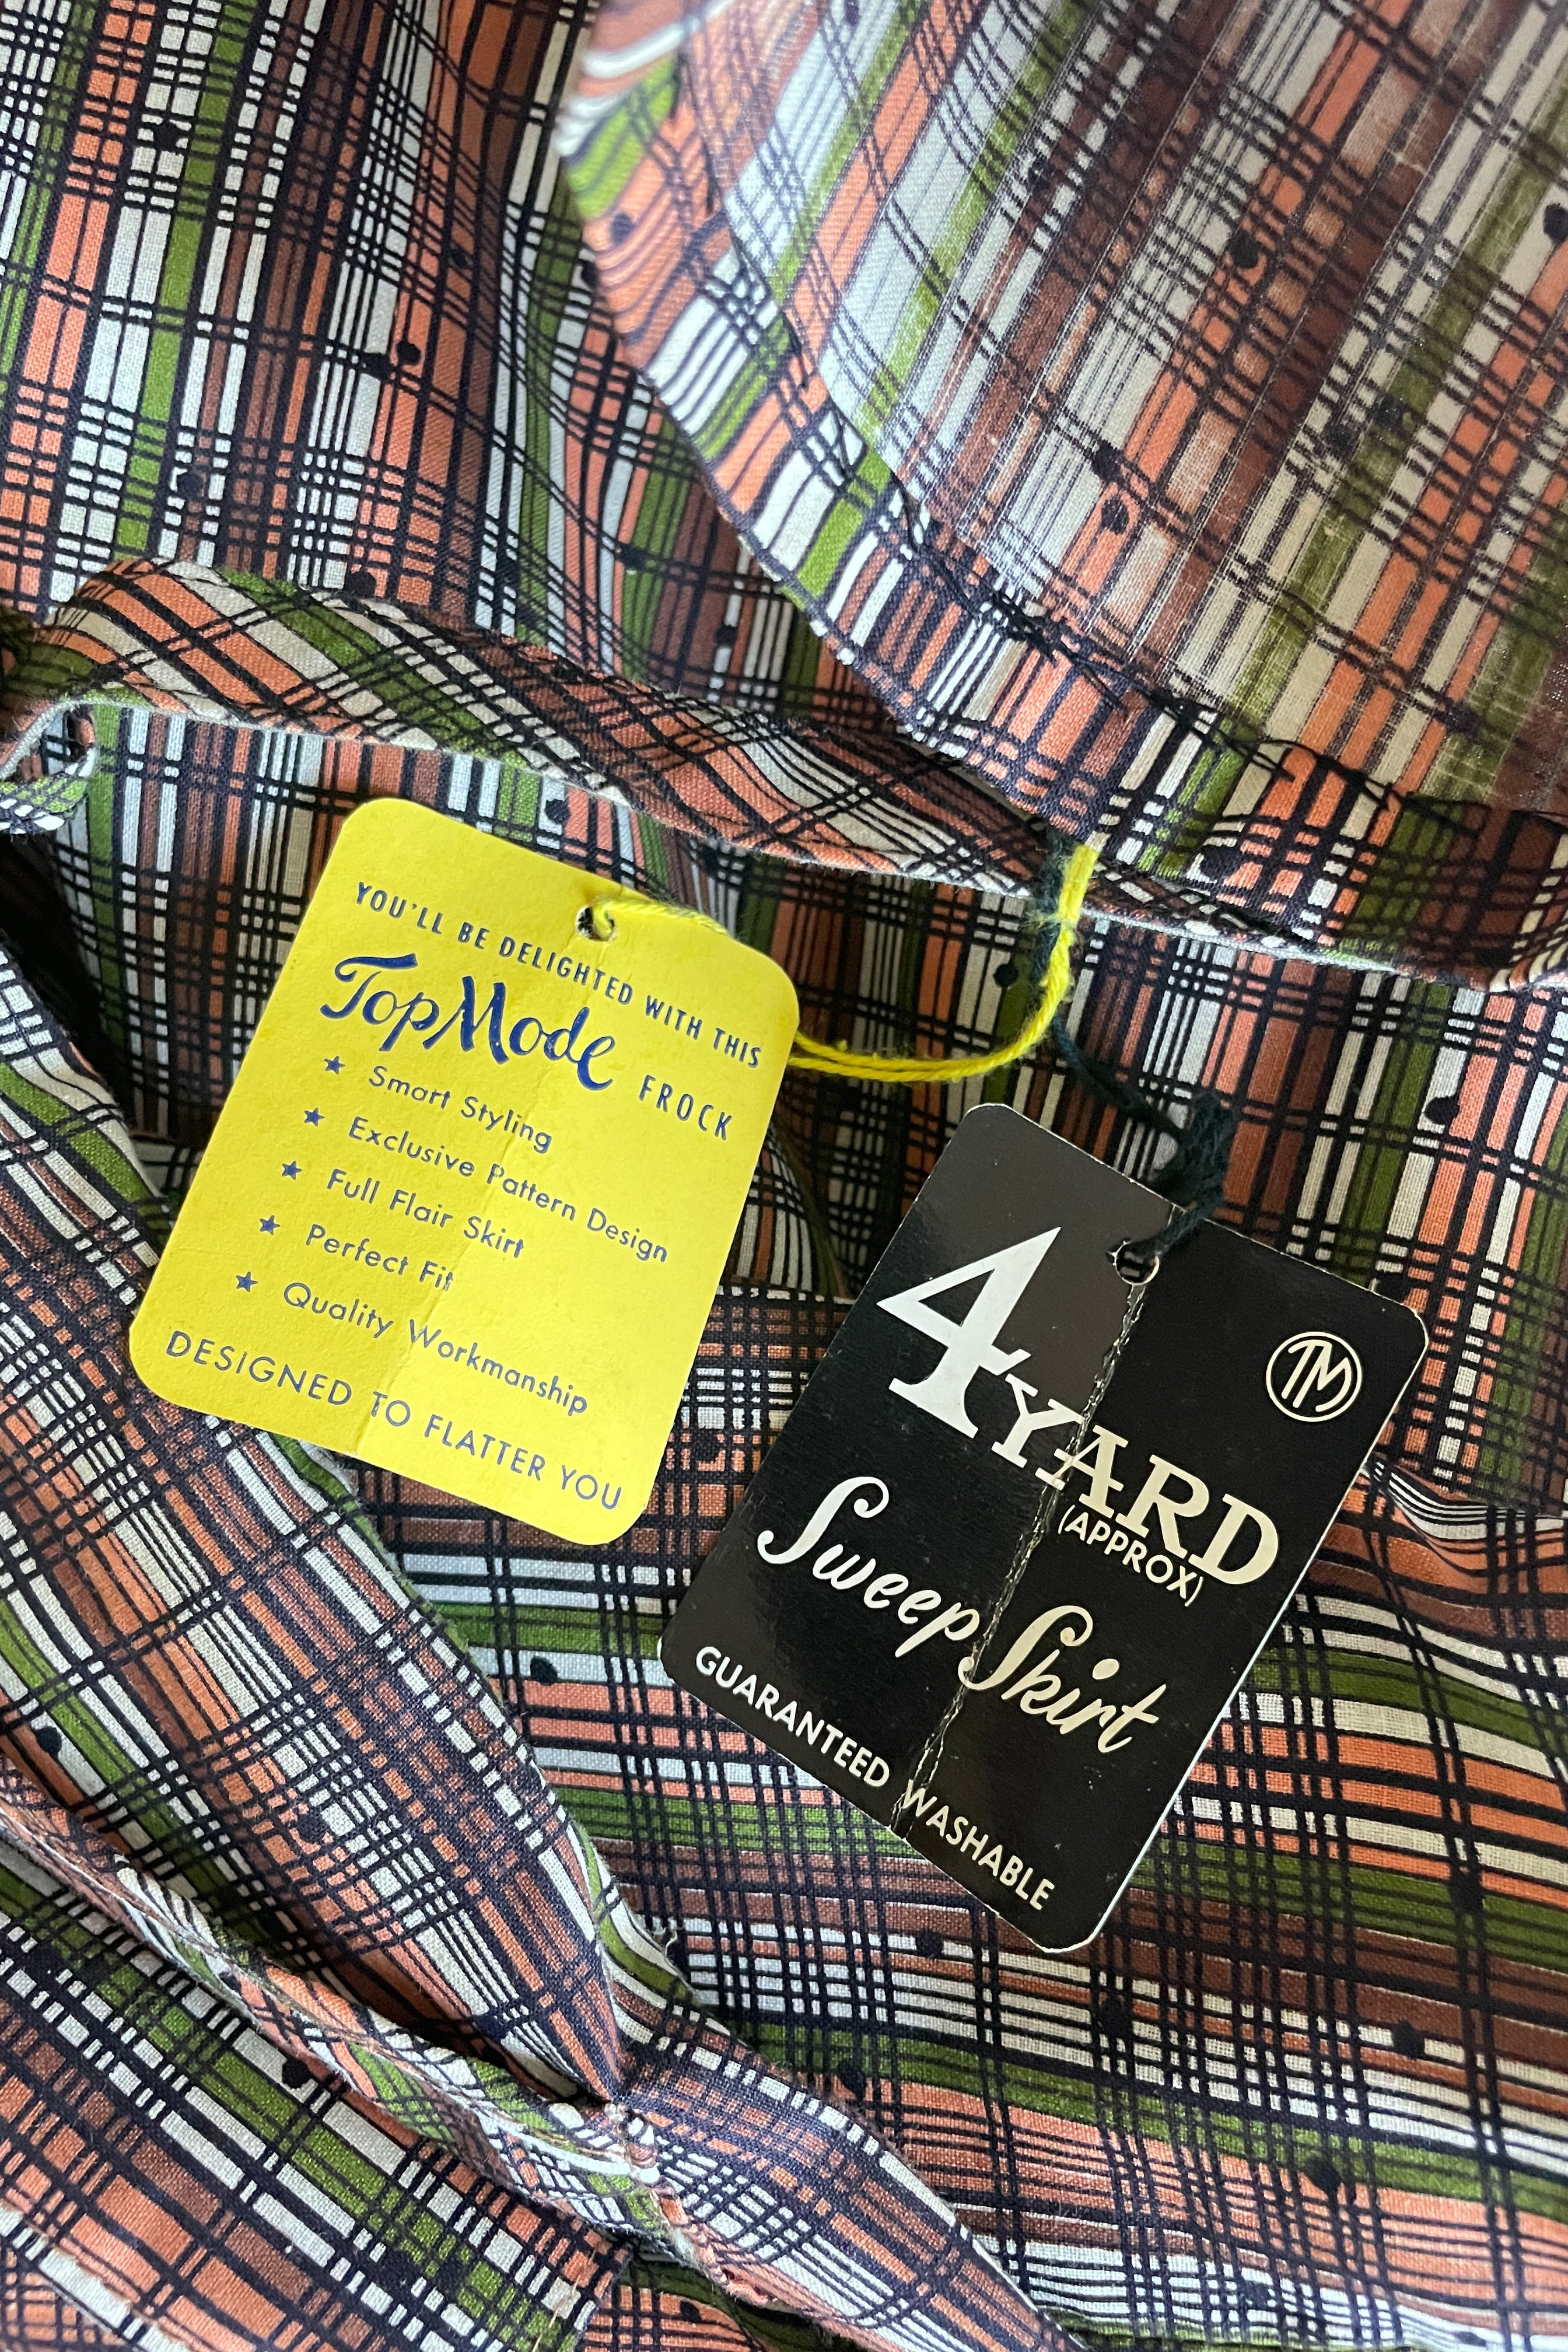 YOU'LL BE DELIGHTED WITH THIS
TopMode FROCK
★ Smart Styling
★ Exclusive Pattern Design
★ Full Flair Skirt
★ Perfect Fit
★ Quality Workmanship
DESIGNED TO FLATTER YOU
TM
4 YARD
(APPROX)
Sweep Skirt
GUARANTEED WASHABLE